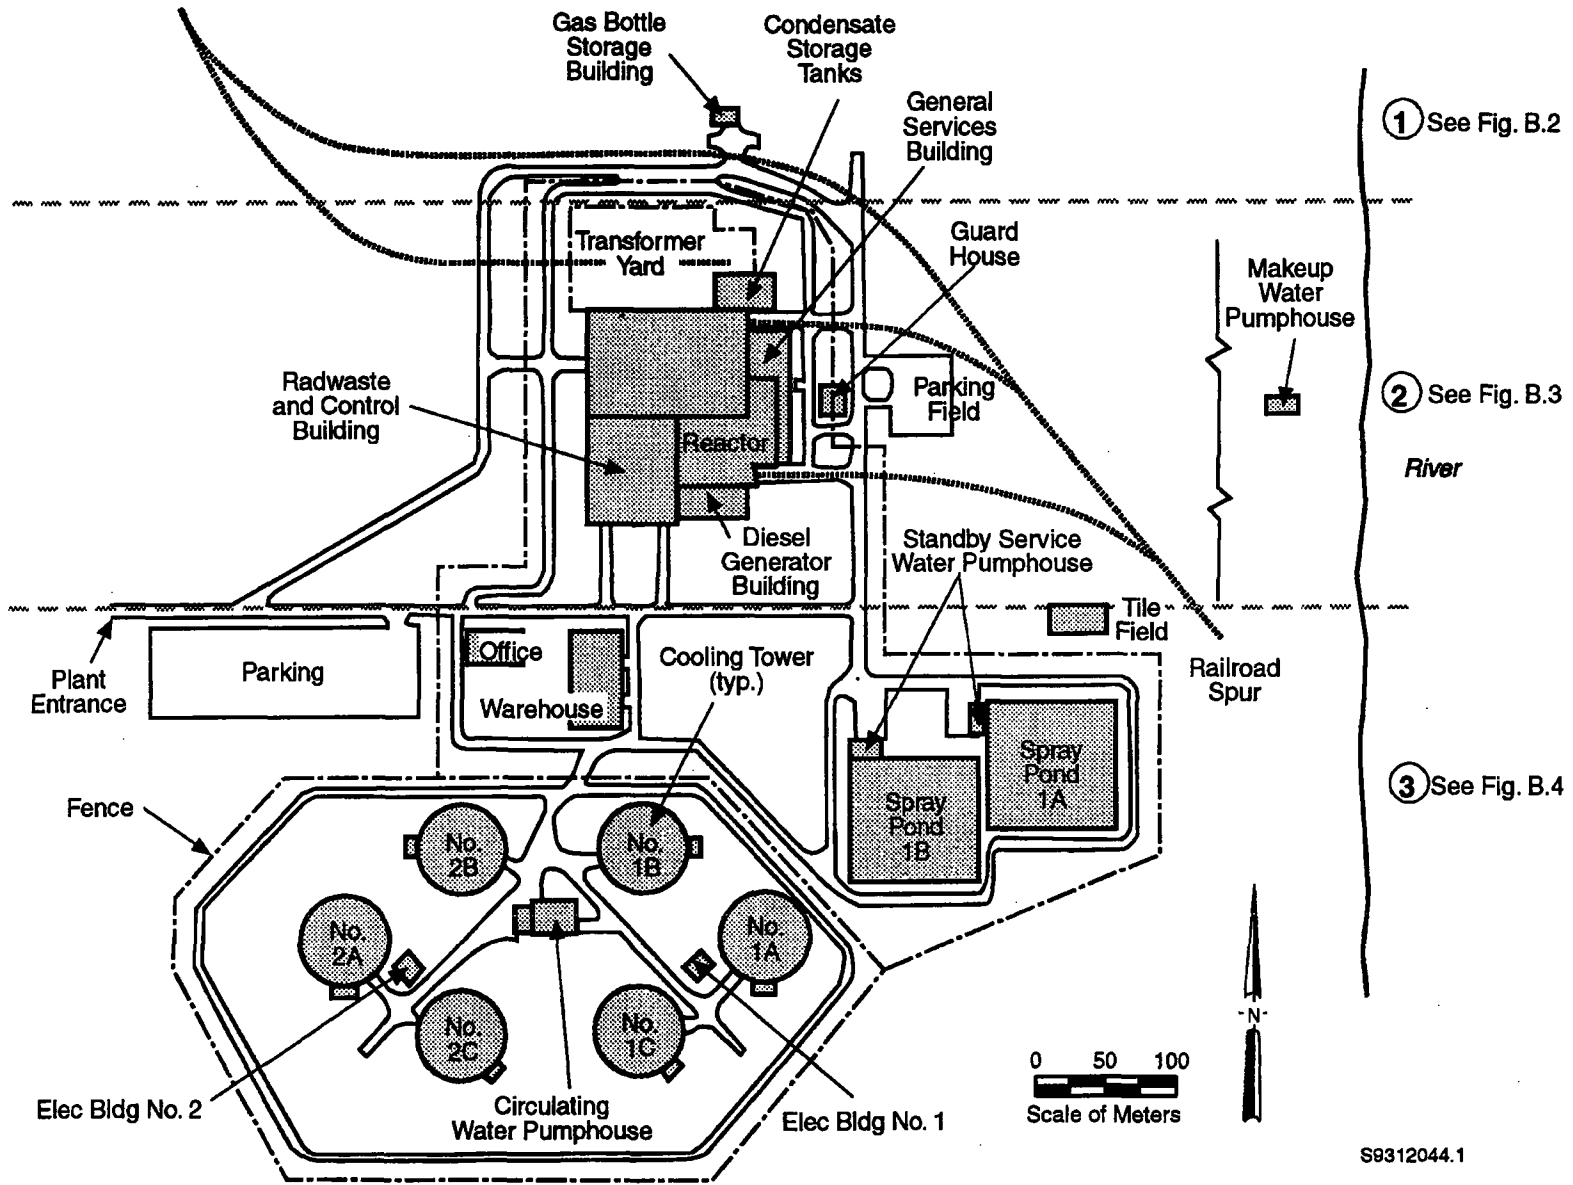 Gas Bottle
Storage
Building
Condensate
Storage
Tanks
General
Services
Building
1 See Fig. B.2
Transformer
Yard
Guard
House
Makeup
Water
Pumphouse
Radwaste
and Control
Building
Parking
Field
2 See Fig. B.3
Reactor
River
Diesel
Generator
Building
Standby Service
Water Pumphouse
Tile
Field
Plant
Entrance
Parking
Office
Warehouse
Cooling Tower
(typ.)
Railroad
Spur
Spray
Pond
1A
Spray
Pond
1B
3 See Fig. B.4
Fence
No.
2B
No.
1B
No.
2A
No.
1A
No.
2C
No.
1C
-N-
0 50 100
Scale of Meters
Elec Bldg No. 2
Circulating
Water Pumphouse
Elec Bldg No. 1
S9312044.1